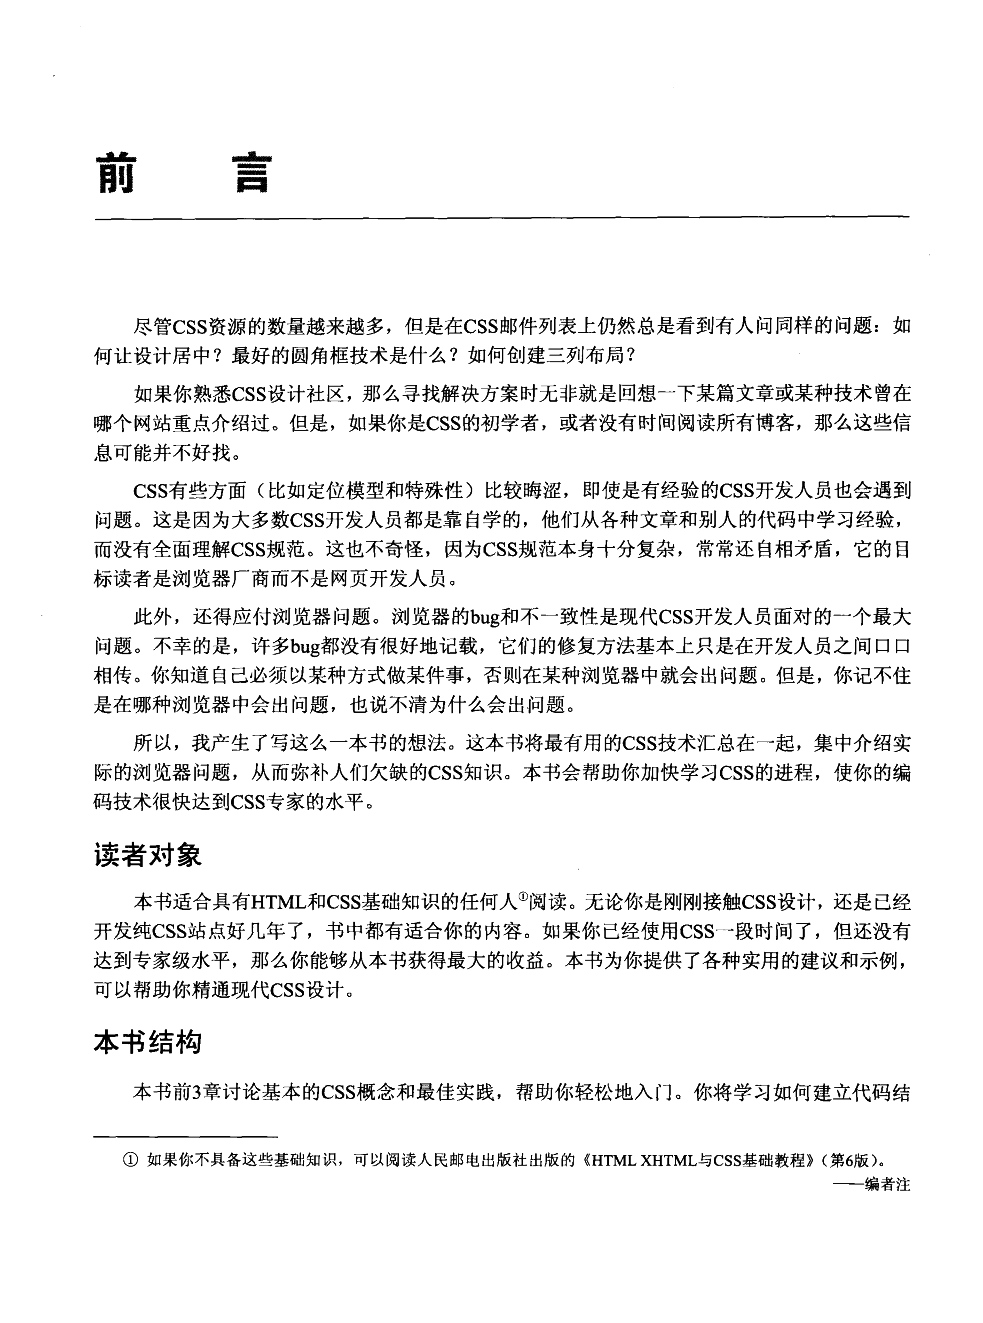 前 言
尽管CSS资源的数量越来越多，但是在CSS邮件列表上仍然总是看到有人问同样的问题：如
何让设计居中？最好的圆角框技术是什么？如何创建三列布局？
如果你熟悉CSS设计社区，那么寻找解决方案时无非就是回想一下某篇文章或某种技术曾在
哪个网站重点介绍过。但是，如果你是CSS的初学者，或者没有时间阅读所有博客，那么这些信
息可能并不好找。
CSS有些方面（比如定位模型和特殊性）比较晦涩，即使是有经验的CSS开发人员也会遇到
问题。这是因为大多数CSS开发人员都是靠自学的，他们从各种文章和别人的代码中学习经验，
而没有全面理解CSS规范。这也不奇怪，因为CSS规范本身十分复杂，常常还自相矛盾，它的目
标读者是浏览器厂商而不是网页开发人员。
此外，还得应付浏览器问题。浏览器的bug和不一致性是现代CSS开发人员面对的一个最大
问题。不幸的是，许多bug都没有很好地记载，它们的修复方法基本上只是在开发人员之间口口
相传。你知道自己必须以某种方式做某件事，否则在某种浏览器中就会出问题。但是，你记不住
是在哪种浏览器中会出问题，也说不清为什么会出问题。
所以，我产生了写这么一本书的想法。这本书将最有用的CSS技术汇总在一起，集中介绍实
际的浏览器问题，从而弥补人们欠缺的CSS知识。本书会帮助你加快学习CSS的进程，使你的编
码技术很快达到CSS专家的水平。
读者对象
本书适合具有HTML和CSS基础知识的任何人①阅读。无论你是刚刚接触CSS设计，还是已经
开发纯CSS站点好几年了，书中都有适合你的内容。如果你已经使用CSS一段时间了，但还没有
达到专家级水平，那么你能够从本书获得最大的收益。本书为你提供了各种实用的建议和示例，
可以帮助你精通现代CSS设计。
本书结构
本书前3章讨论基本的CSS概念和最佳实践，帮助你轻松地入门。你将学习如何建立代码结
① 如果你不具备这些基础知识，可以阅读人民邮电出版社出版的《HTML XHTML与CSS基础教程》（第6版）。
——编者注